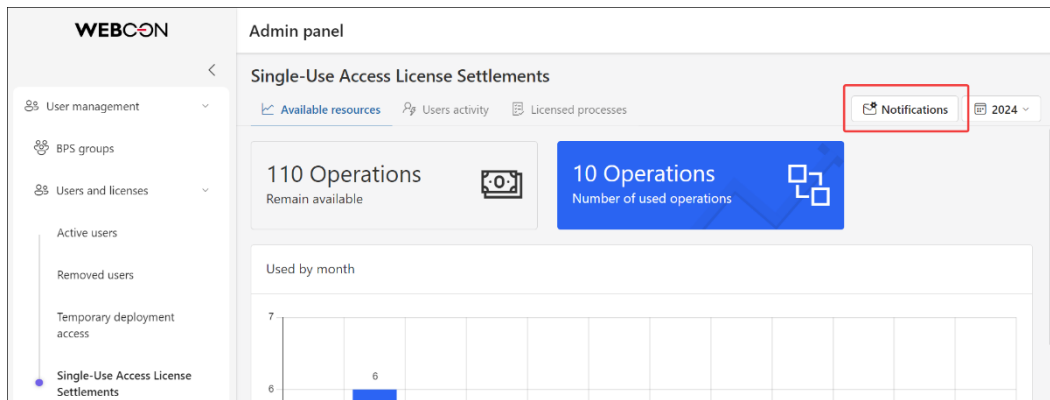 WEBCON
Admin panel
Single-Use Access License Settlements
User management
Available resources
Users activity
Licensed processes
Notifications
2024
BPS groups
110 Operations
Remain available
10 Operations
Number of used operations
Users and licenses
Active users
Used by month
Removed users
Temporary deployment
access
7
Single-Use Access License
Settlements
6
6